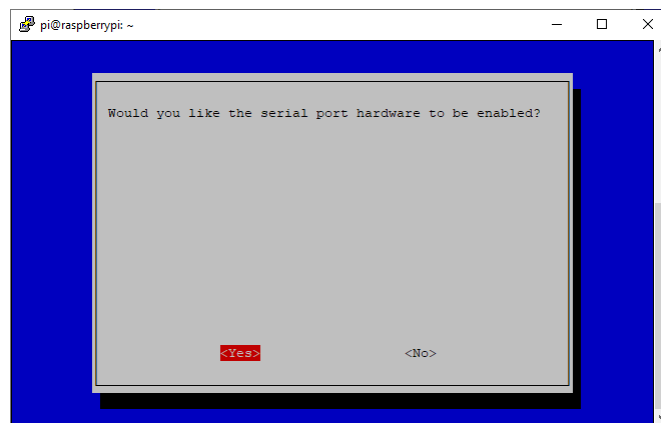 pi@raspberrypi: ~
Would you like the serial port hardware to be enabled?
<Yes> <No>